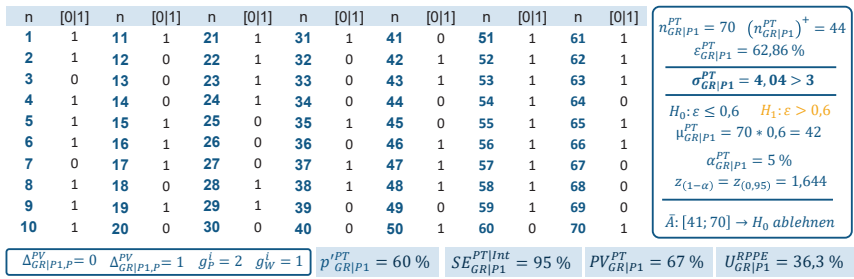 n [0|1] n [0|1] n [0|1] n [0|1] n [0|1] n [0|1] n [0|1]
1 1 11 1 21 1 31 1 41 0 51 1 61 1
2 1 12 0 22 1 32 0 42 1 52 1 62 1
3 0 13 0 23 1 33 0 43 1 53 1 63 1
4 1 14 0 24 1 34 0 44 0 54 1 64 0
5 1 15 1 25 0 35 1 45 0 55 1 65 1
6 1 16 1 26 0 36 0 46 1 56 1 66 1
7 0 17 1 27 0 37 1 47 1 57 1 67 0
8 1 18 0 28 1 38 1 48 1 58 1 68 0
9 1 19 1 29 1 39 0 49 0 59 1 69 0
10 1 20 0 30 0 40 0 50 1 60 0 70 1
n^{PT}_{GR|P1} = 70 (n^{PT}_{GR|P1})^+ = 44
ε^{PT}_{GR|P1} = 62,86 %
σ^{PT}_{GR|P1} = 4,04 > 3
H_0: ε ≤ 0,6 H_1: ε > 0,6
μ^{PT}_{GR|P1} = 70 * 0,6 = 42
α^{PT}_{GR|P1} = 5 %
z_{(1−α)} = z_{(0,95)} = 1,644
Ā: [41; 70] → H_0 ablehnen
Δ^{PV}_{GR|P1,P} = 0 Δ^{PV}_{GR|P1,P} = 1 g^i_P = 2 g^i_W = 1
p'^{PT}_{GR|P1} = 60 % SE^{PT|Int}_{GR|P1} = 95 % PV^{PT}_{GR|P1} = 67 % U^{RPPE}_{GR|P1} = 36,3 %